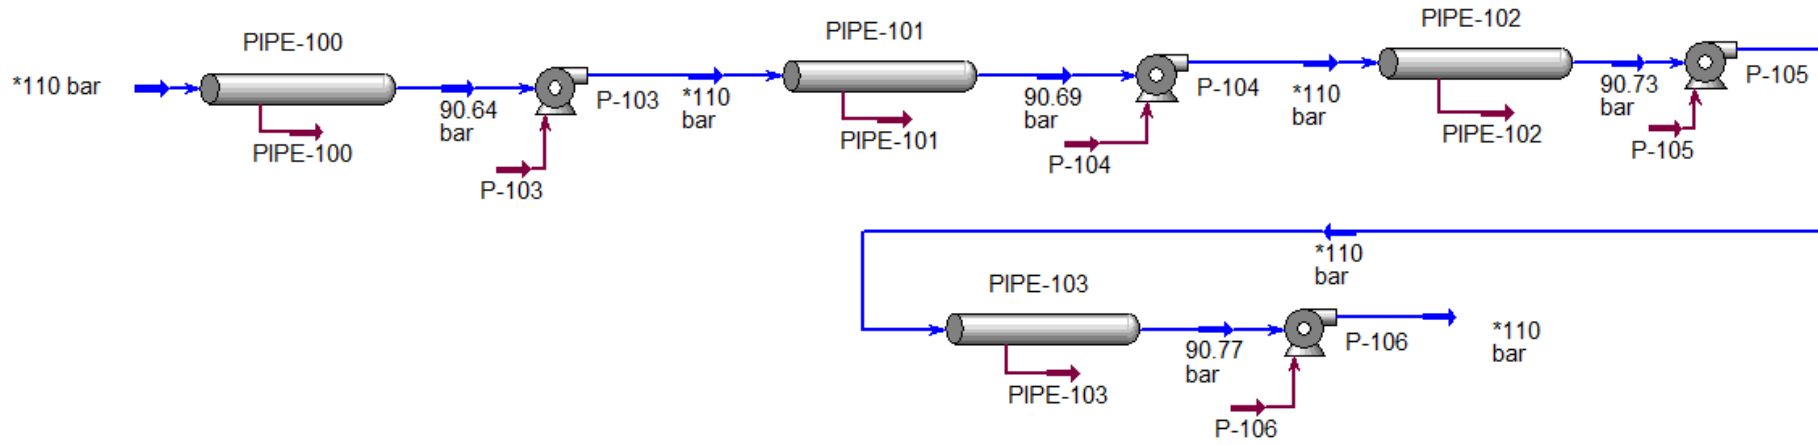 PIPE-100
PIPE-101
PIPE-102
*110 bar
90.64
bar
P-103
*110
bar
90.69
bar
P-104
*110
bar
90.73
bar
P-105
PIPE-100
PIPE-101
PIPE-102
P-103
P-104
P-105
*110
bar
PIPE-103
90.77
bar
P-106
*110
bar
PIPE-103
P-106